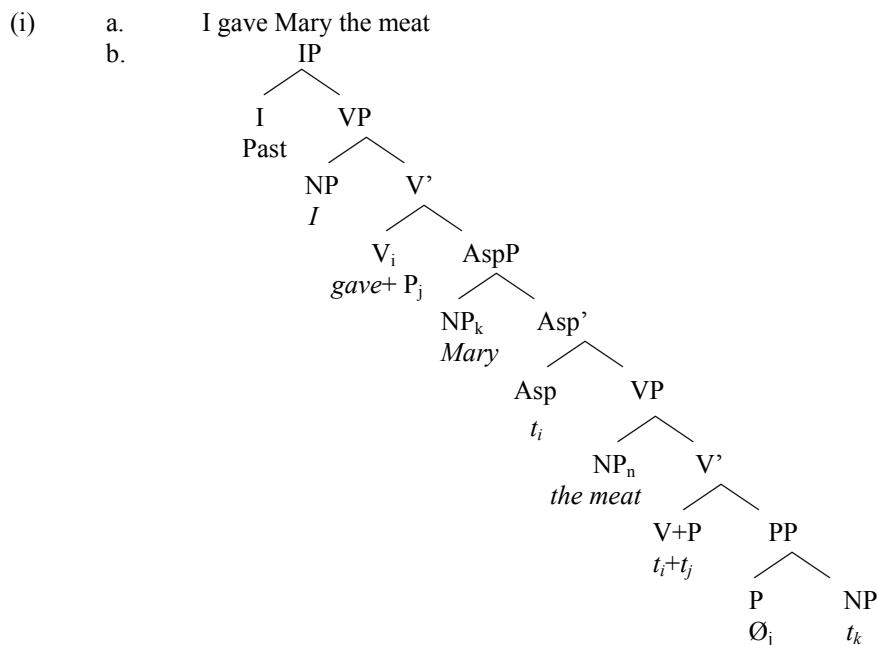 (i) a. I gave Mary the meat
b. IP
I VP
Past
NP V’
I
V_i AspP
gave+ P_j
NP_k Asp’
Mary
Asp VP
t_i
NP_n V’
the meat
V+P PP
t_i+t_j
P NP
Ø_j t_k